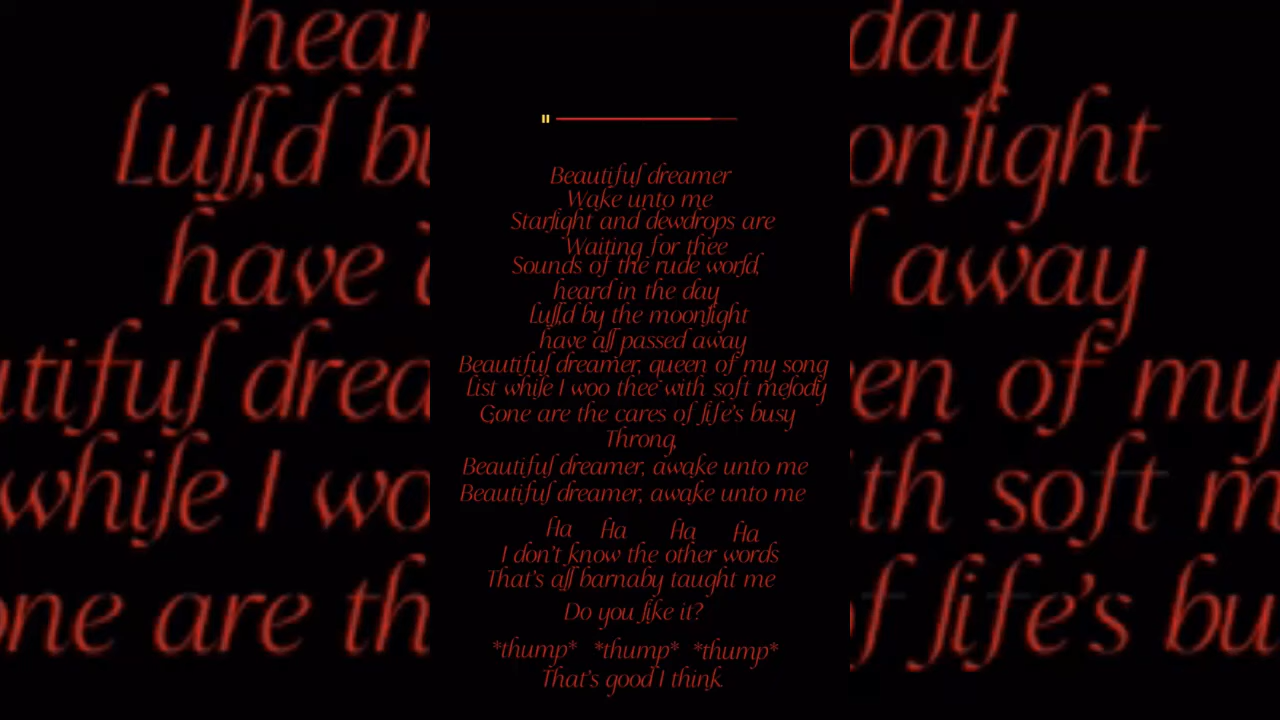 Beautiful dreamer
Wake unto me
Starlight and dewdrops are
Waiting for thee
Sounds of the rude world,
heard in the day
Lull,d by the moonlight
have all passed away
Beautiful dreamer, queen of my song
List while I woo thee with soft melody
Gone are the cares of life's busy
Throng,
Beautiful dreamer, awake unto me
Beautiful dreamer, awake unto me
Ha Ha Ha Ha
I don't know the other words
That's all barnaby taught me
Do you like it?
*thump* *thump* *thump*
That's good I think